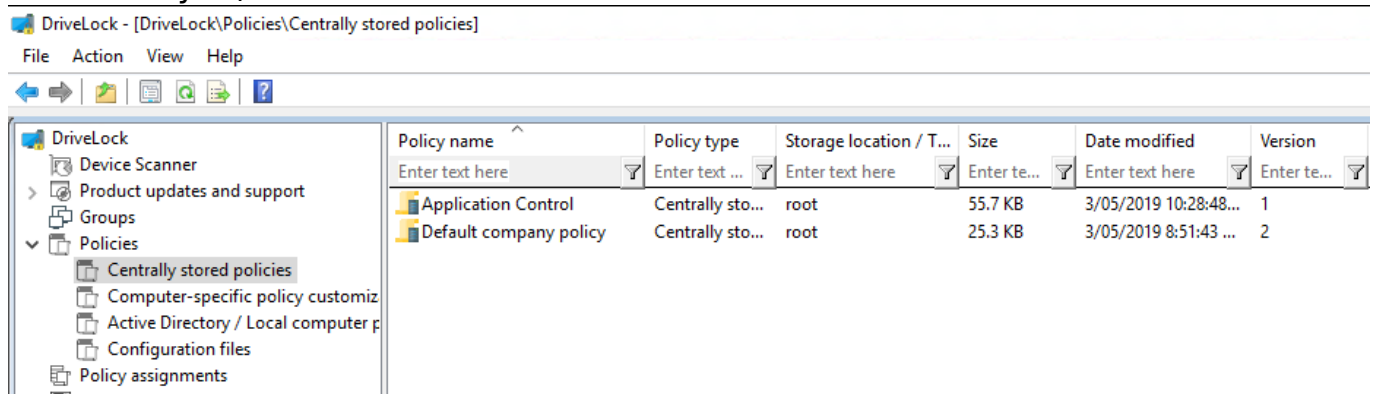 DriveLock - [DriveLock\Policies\Centrally stored policies]
File Action View Help
DriveLock
Device Scanner
Product updates and support
Groups
Policies
Centrally stored policies
Computer-specific policy customiz
Active Directory / Local computer p
Configuration files
Policy assignments
Policy name Policy type Storage location / T... Size Date modified Version
Enter text here Enter text ... Enter text here Enter te... Enter text here Enter te...
Application Control Centrally sto... root 55.7 KB 3/05/2019 10:28:48... 1
Default company policy Centrally sto... root 25.3 KB 3/05/2019 8:51:43 ... 2